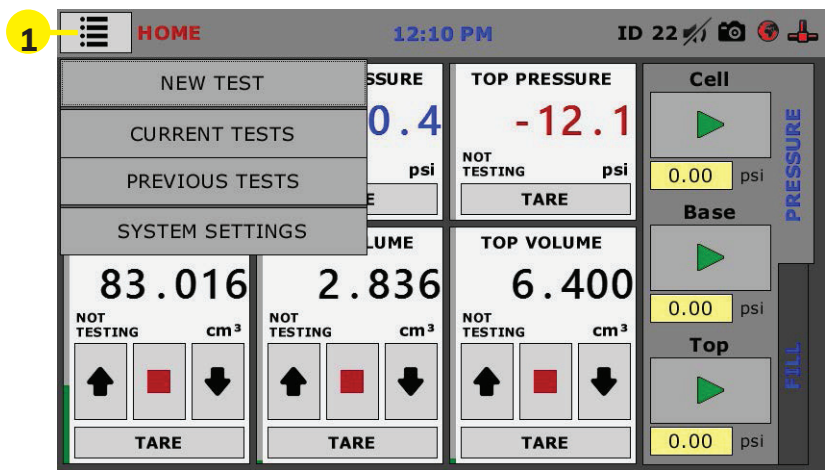 1
HOME
12:10 PM
ID 22
NEW TEST
CURRENT TESTS
PREVIOUS TESTS
SYSTEM SETTINGS
SSURE
0.4
psi
TOP PRESSURE
-12.1
NOT
TESTING
psi
TARE
83.016
NOT
TESTING
cm³
TARE
LUME
2.836
NOT
TESTING
cm³
TARE
TOP VOLUME
6.400
NOT
TESTING
cm³
TARE
Cell
0.00 psi
Base
0.00 psi
Top
0.00 psi
PRESSURE
FILL